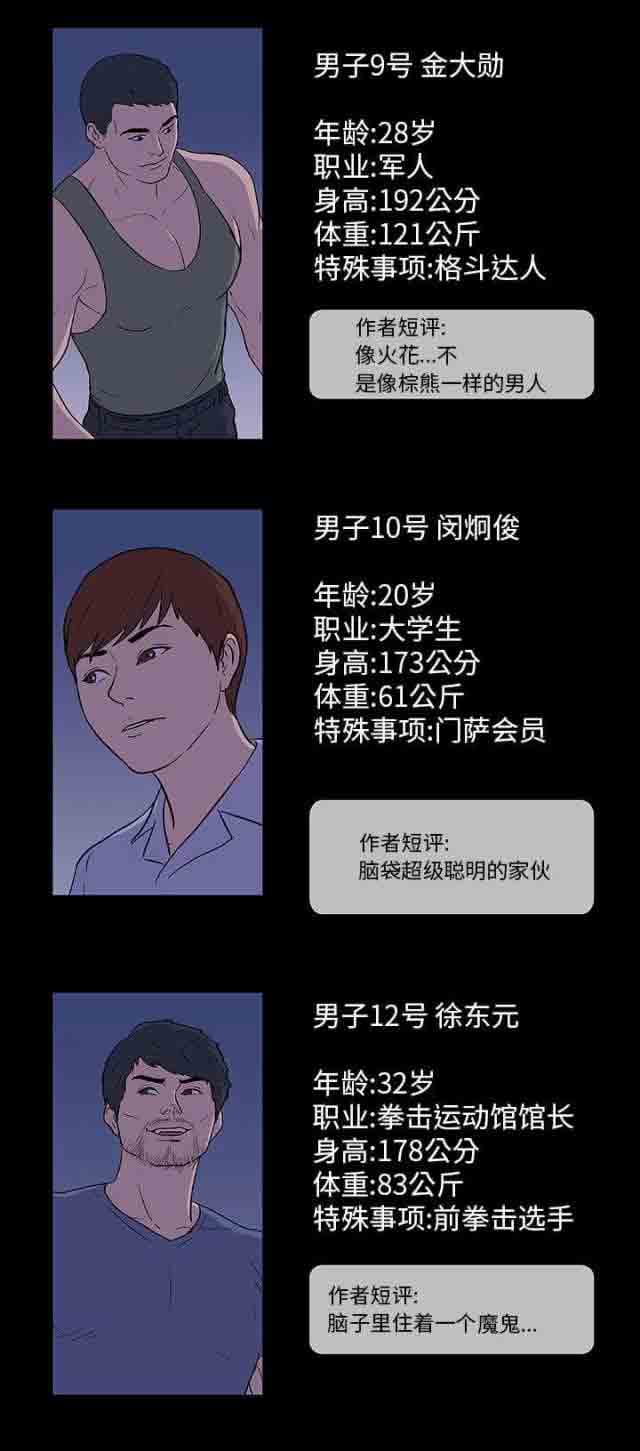 男子9号 金大勋
年龄:28岁
职业:军人
身高:192公分
体重:121公斤
特殊事项:格斗达人
作者短评:
像火花...不
是像棕熊一样的男人
男子10号 闵炯俊
年龄:20岁
职业:大学生
身高:173公分
体重:61公斤
特殊事项:门萨会员
作者短评:
脑袋超级聪明的家伙
男子12号 徐东元
年龄:32岁
职业:拳击运动馆馆长
身高:178公分
体重:83公斤
特殊事项:前拳击选手
作者短评:
脑子里住着一个魔鬼...